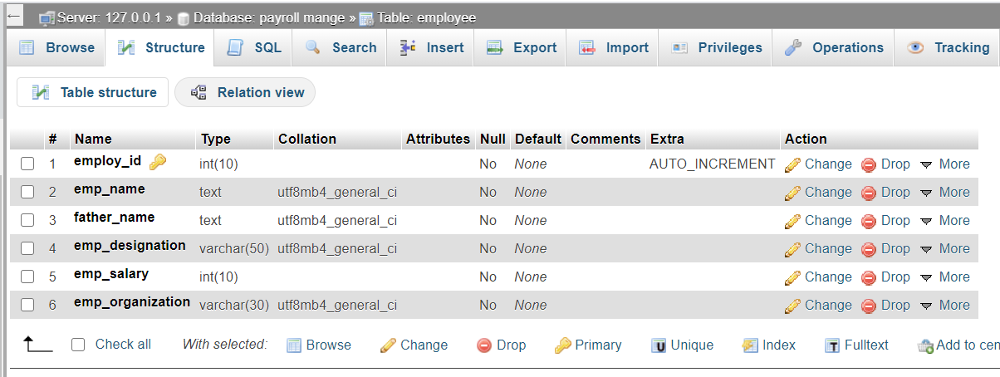 ← Server: 127.0.0.1 » Database: payroll mange » Table: employee
Browse Structure SQL Search Insert Export Import Privileges Operations Tracking
Table structure Relation view
# Name Type Collation Attributes Null Default Comments Extra Action
1 employ_id int(10) No None AUTO_INCREMENT Change Drop More
2 emp_name text utf8mb4_general_ci No None Change Drop More
3 father_name text utf8mb4_general_ci No None Change Drop More
4 emp_designation varchar(50) utf8mb4_general_ci No None Change Drop More
5 emp_salary int(10) No None Change Drop More
6 emp_organization varchar(30) utf8mb4_general_ci No None Change Drop More
Check all With selected: Browse Change Drop Primary Unique Index Fulltext Add to cen